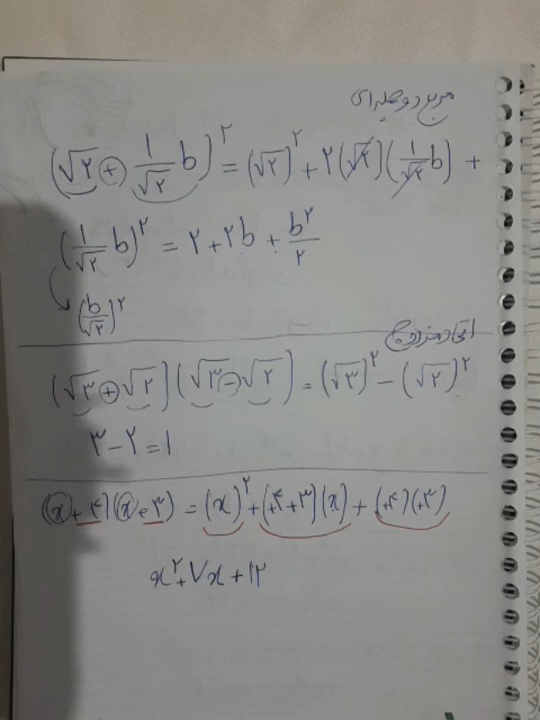 مربع دو جمله‌ای
(√۲ + ۱/√۲ b)^۲ = (√۲)^۲ + ۲(√۲)(۱/√۲ b) +
(۱/√۲ b)^۲ = ۲ + ۲b + b^۲/۲
(b/√۲)^۲
اتحاد مزدوج
(√۳ + √۲)(√۳ - √۲) = (√۳)^۲ - (√۲)^۲
۳ - ۲ = ۱
(x + ۴)(x + ۳) = (x)^۲ + (+۴ + ۳)(x) + (+۴)(+۳)
x^۲ + ۷x + ۱۲